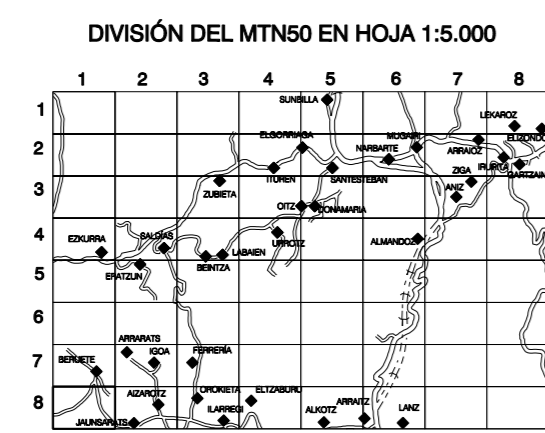 DIVISIÓN DEL MTN50 EN HOJA 1:5.000
1 2 3 4 5 6 7 8
1
SUNBILLA
LEKAROZ
ELIZONDO
2
ELGORRIAGA
NARBARTE
MUGAIRI
ARRAIOZ
IRURITA
GARTZAIN
ITUREN
SANTESTEBAN
ZIGA
3
ZUBIETA
ANIZ
OITZ
DONAMARIA
4
EZKURRA
SALDIAS
URROTZ
ALMANDOZ
LABAIEN
BEINTZA
5
ERATZUN
6
ARRARATS
7
BERUETE
IGOA
FERRERÍA
8
AIZAROTZ
OROKIETA
ELTZABURU
JAUNSARATS
ILARREGI
ALKOTZ
ARRAITZ
LANZ